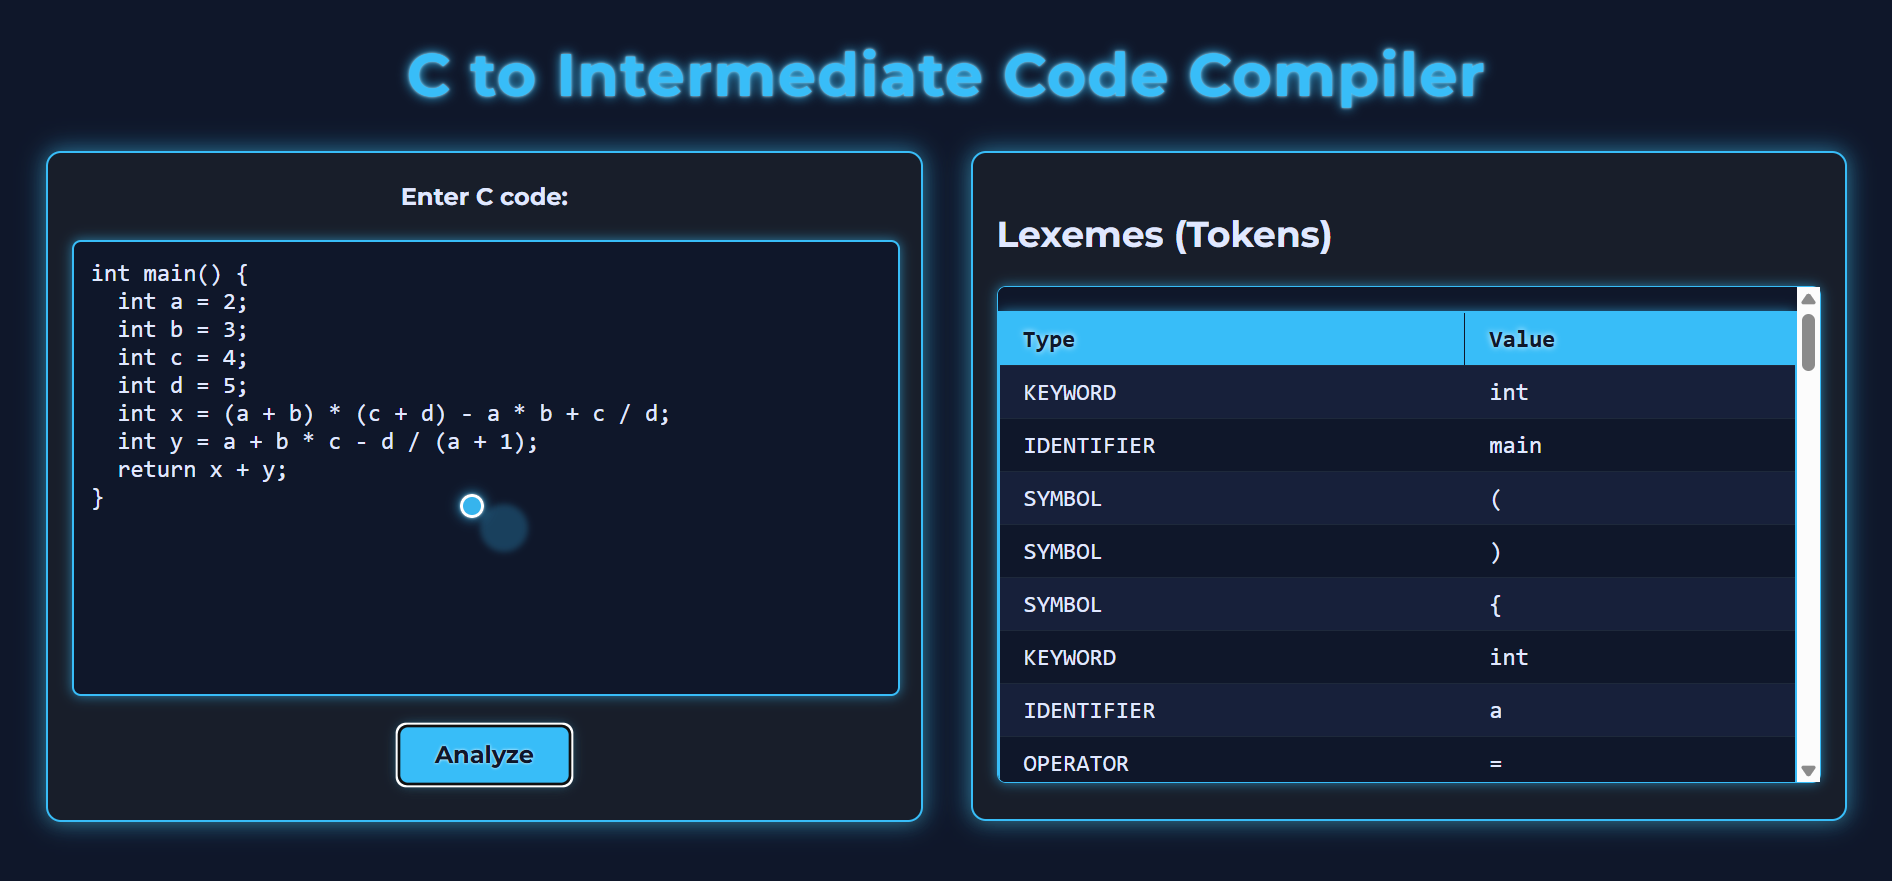 C to Intermediate Code Compiler
Enter C code:
int main() {
  int a = 2;
  int b = 3;
  int c = 4;
  int d = 5;
  int x = (a + b) * (c + d) - a * b + c / d;
  int y = a + b * c - d / (a + 1);
  return x + y;
}
Analyze
Lexemes (Tokens)
Type Value
KEYWORD int
IDENTIFIER main
SYMBOL (
SYMBOL )
SYMBOL {
KEYWORD int
IDENTIFIER a
OPERATOR =